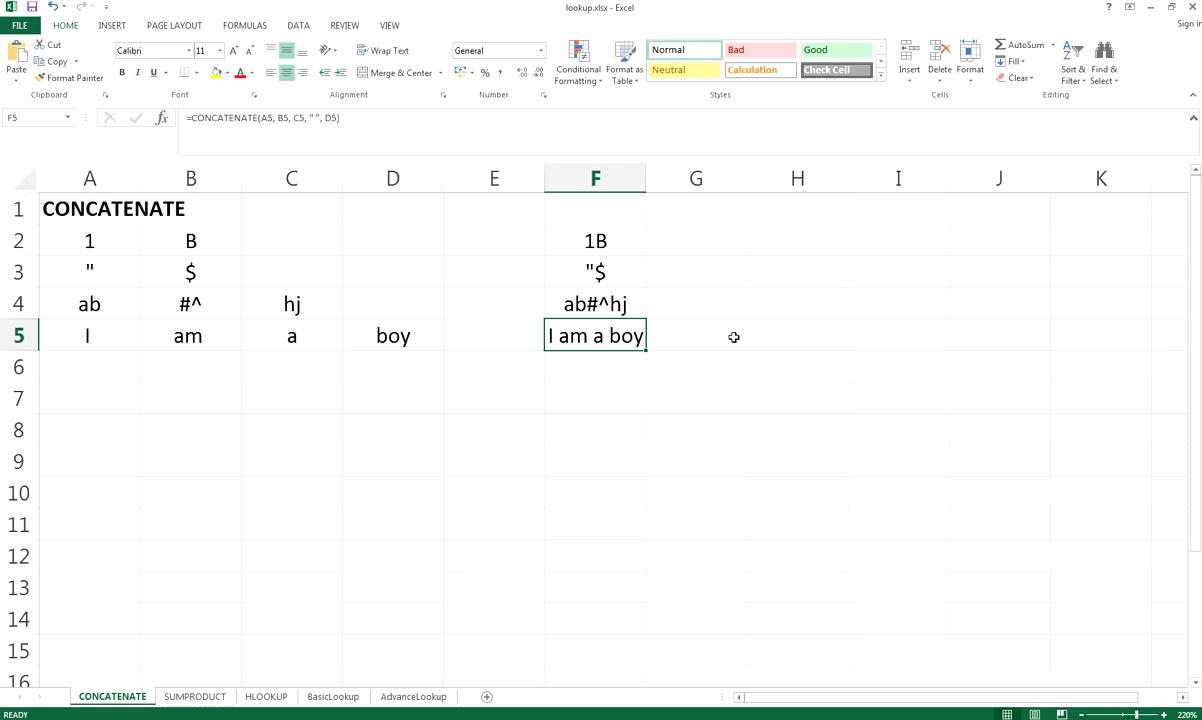 lookup.xlsx - Excel
?
Sign in
FILE HOME INSERT PAGE LAYOUT FORMULAS DATA REVIEW VIEW
Paste
Cut
Copy
Format Painter
Clipboard
Calibri 11
B I U
Font
Wrap Text
Merge & Center
Alignment
General
%
Number
Conditional Formatting
Format as Table
Normal Bad Good
Neutral Calculation Check Cell
Styles
Insert Delete Format
Cells
AutoSum
Fill
Clear
Sort & Filter
Find & Select
Editing
F5 fx =CONCATENATE(A5, B5, C5, " ", D5)
A B C D E F G H I J K
1 CONCATENATE
2 1 B 1B
3 " $ "$
4 ab #^ hj ab#^hj
5 I am a boy I am a boy
6
7
8
9
10
11
12
13
14
15
16
CONCATENATE SUMPRODUCT HLOOKUP BasicLookup AdvanceLookup
READY 220%